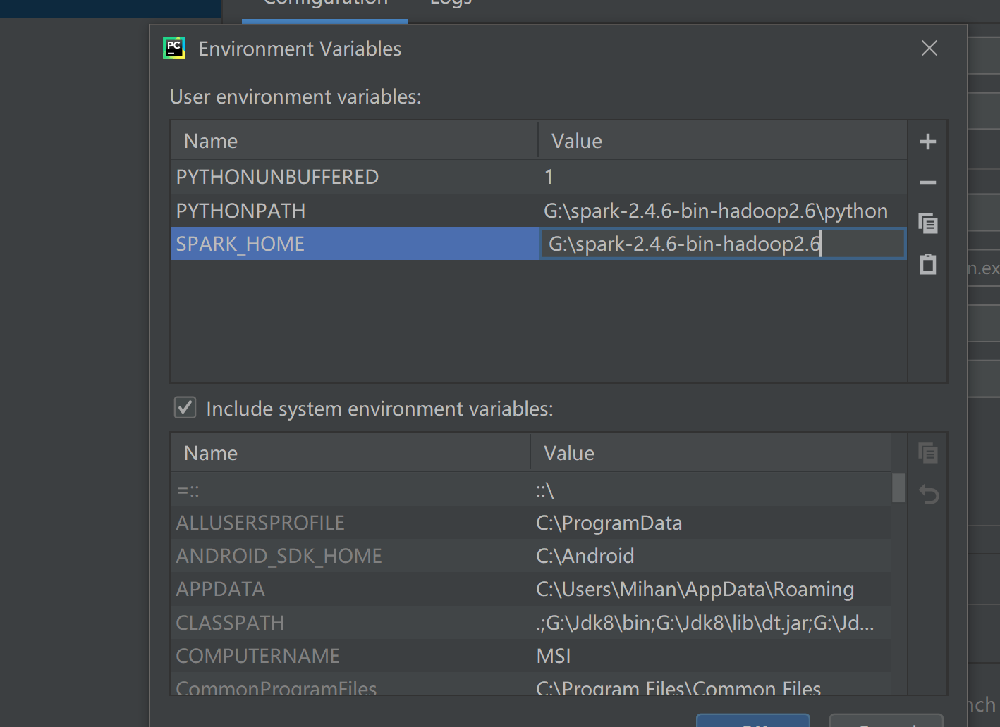 Configuration Logs
PC
Environment Variables
User environment variables:
Name Value
PYTHONUNBUFFERED 1
PYTHONPATH G:\spark-2.4.6-bin-hadoop2.6\python
SPARK_HOME G:\spark-2.4.6-bin-hadoop2.6
n.ex
Include system environment variables:
Name Value
=:: ::\
ALLUSERSPROFILE C:\ProgramData
ANDROID_SDK_HOME C:\Android
APPDATA C:\Users\Mihan\AppData\Roaming
CLASSPATH .;G:\Jdk8\bin;G:\Jdk8\lib\dt.jar;G:\Jd...
COMPUTERNAME MSI
CommonProgramFiles C:\Program Files\Common Files
nch